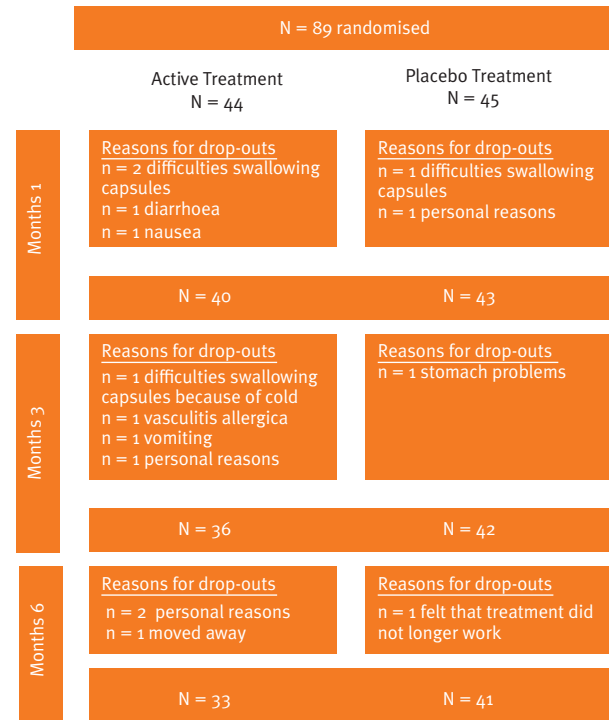 N = 89 randomised
Active Treatment
N = 44
Placebo Treatment
N = 45
Months 1
Reasons for drop-outs
n = 2 difficulties swallowing
capsules
n = 1 diarrhoea
n = 1 nausea
Reasons for drop-outs
n = 1 difficulties swallowing
capsules
n = 1 personal reasons
N = 40
N = 43
Months 3
Reasons for drop-outs
n = 1 difficulties swallowing
capsules because of cold
n = 1 vasculitis allergica
n = 1 vomiting
n = 1 personal reasons
Reasons for drop-outs
n = 1 stomach problems
N = 36
N = 42
Months 6
Reasons for drop-outs
n = 2 personal reasons
n = 1 moved away
Reasons for drop-outs
n = 1 felt that treatment did
not longer work
N = 33
N = 41